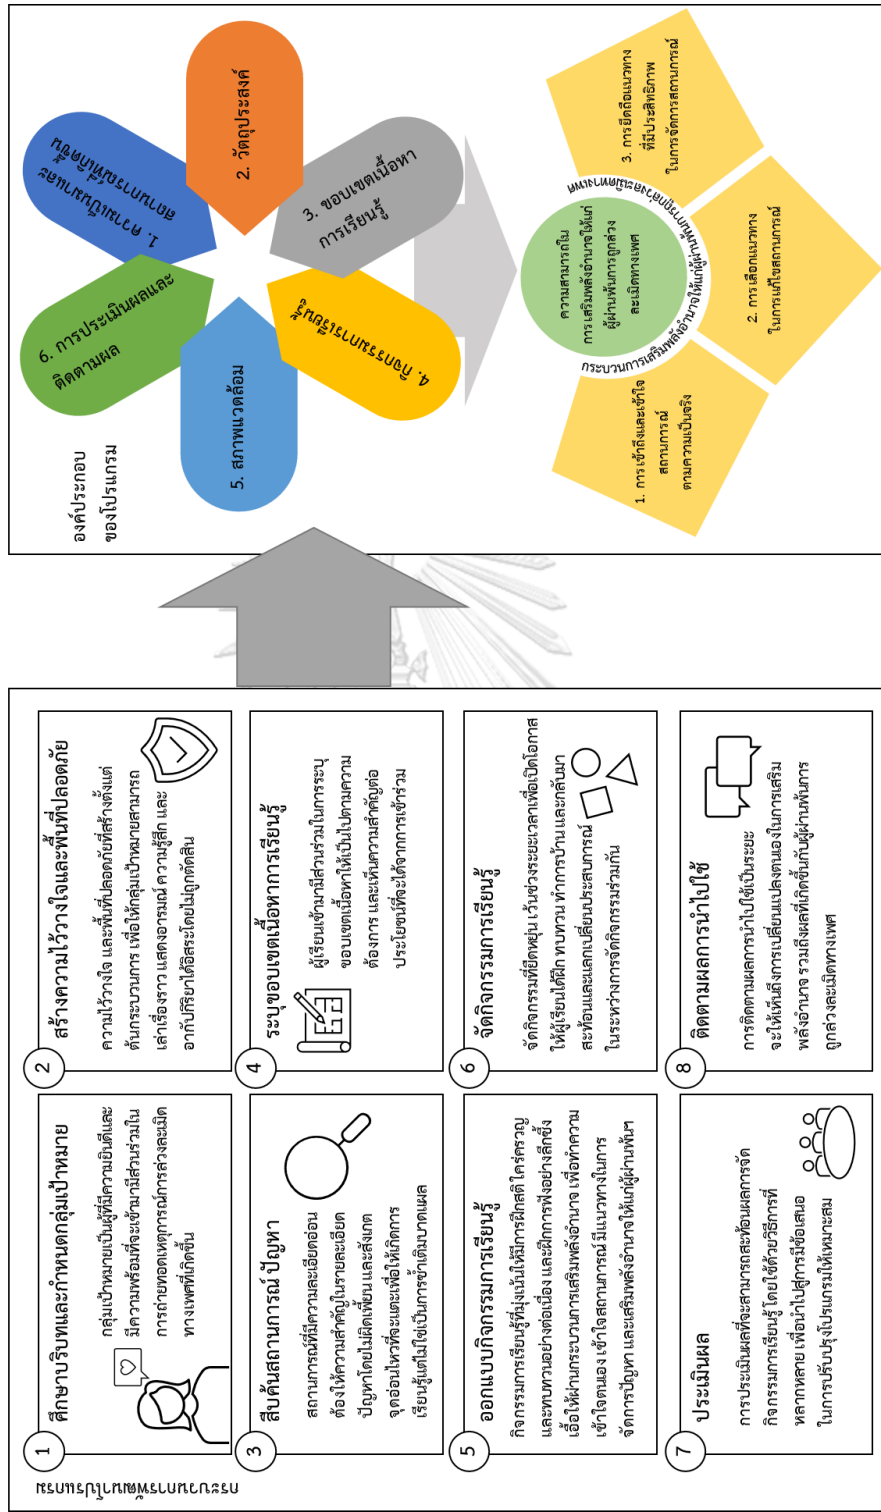 กระบวนการพัฒนาโปรแกรม
1
ศึกษาบริบทและกำหนดกลุ่มเป้าหมาย
กลุ่มเป้าหมายเป็นผู้ที่มีความยินดีและ
มีความพร้อมที่จะเข้ามามีส่วนร่วมใน
การถ่ายทอดเหตุการณ์การล่วงละเมิด
ทางเพศที่เกิดขึ้น
2
สร้างความไว้วางใจและพื้นที่ปลอดภัย
ความไว้วางใจ และพื้นที่ปลอดภัยที่สร้างตั้งแต่
ต้นกระบวนการ เพื่อให้กลุ่มเป้าหมายสามารถ
เล่าเรื่องราว แสดงอารมณ์ ความรู้สึก และ
อากัปกิริยาได้อิสระโดยไม่ถูกตัดสิน
3
สืบค้นสถานการณ์ ปัญหา
สถานการณ์ที่มีความละเอียดอ่อน
ต้องให้ความสำคัญในรายละเอียด
ปัญหาโดยไม่ผิดเพี้ยน และสังเกต
จุดอ่อนไหวที่จะแตะเพื่อให้เกิดการ
เรียนรู้แต่ไม่ใช่เป็นการซ้ำเติมบาดแผล
4
ระบุขอบเขตเนื้อหาการเรียนรู้
ผู้เรียนเข้ามามีส่วนร่วมในการระบุ
ขอบเขตเนื้อหาให้เป็นไปตามความ
ต้องการ และเห็นความสำคัญต่อ
ประโยชน์ที่จะได้จากการเข้าร่วม
5
ออกแบบกิจกรรมการเรียนรู้
กิจกรรมการเรียนรู้ที่มุ่งเน้นให้มีการฝึกสติ ใคร่ครวญ
และทบทวนอย่างต่อเนื่อง และฝึกการฟังอย่างลึกซึ้ง
เอื้อให้ผ่านกระบวนการเสริมพลังอำนาจ เพื่อทำความ
เข้าใจตนเอง เข้าใจสถานการณ์ มีแนวทางในการ
จัดการปัญหา และเสริมพลังอำนาจให้แก่ผู้ผ่านพ้นฯ
6
จัดกิจกรรมการเรียนรู้
จัดกิจกรรมที่ยืดหยุ่น เว้นช่วงระยะเวลาเพื่อเปิดโอกาส
ให้ผู้เรียนได้ฝึก ทบทวน ทำการบ้าน และกลับมา
สะท้อนและแลกเปลี่ยนประสบการณ์
ในระหว่างการจัดกิจกรรมร่วมกัน
7
ประเมินผล
การประเมินผลที่จะสามารถสะท้อนผลการจัด
กิจกรรมการเรียนรู้ โดยใช้ด้วยวิธีการที่
หลากหลาย เพื่อนำไปสู่การมีข้อเสนอ
ในการปรับปรุงโปรแกรมให้เหมาะสม
8
ติดตามผลการนำไปใช้
การติดตามผลการนำไปใช้เป็นระยะ
จะให้เห็นถึงการเปลี่ยนแปลงตนเองในการเสริม
พลังอำนาจ รวมถึงผลที่เกิดขึ้นกับผู้ผ่านพ้นการ
ถูกล่วงละเมิดทางเพศ
องค์ประกอบ
ของโปรแกรม
1. ความเป็นมาและ
สถานการณ์ที่เกิดขึ้น
2. วัตถุประสงค์
3. ขอบเขตเนื้อหา
การเรียนรู้
4. กิจกรรมการเรียนรู้
5. สภาพแวดล้อม
6. การประเมินผลและ
ติดตามผล
ความสามารถใน
การเสริมพลังอำนาจให้แก่
ผู้ผ่านพ้นการถูกล่วง
ละเมิดทางเพศ
กระบวนการเสริมพลังอำนาจให้แก่ผู้ผ่านพ้นการถูกล่วงละเมิดทางเพศ
1. การเข้าถึงและเข้าใจ
สถานการณ์
ตามความเป็นจริง
2. การเลือกแนวทาง
ในการแก้ไขสถานการณ์
3. การยึดถือแนวทาง
ที่มีประสิทธิภาพ
ในการจัดการสถานการณ์